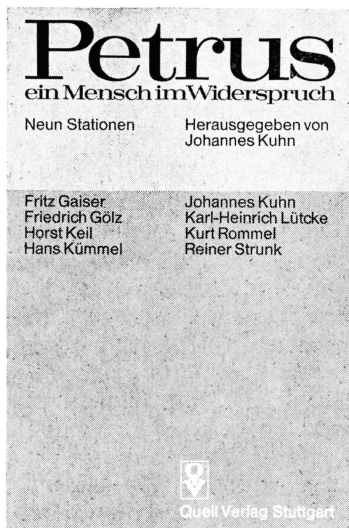 Petrus
ein Mensch im Widerspruch
Neun Stationen
Herausgegeben von
Johannes Kuhn
Fritz Gaiser
Friedrich Gölz
Horst Keil
Hans Kümmel
Johannes Kuhn
Karl-Heinrich Lütcke
Kurt Rommel
Reiner Strunk
Quell Verlag Stuttgart